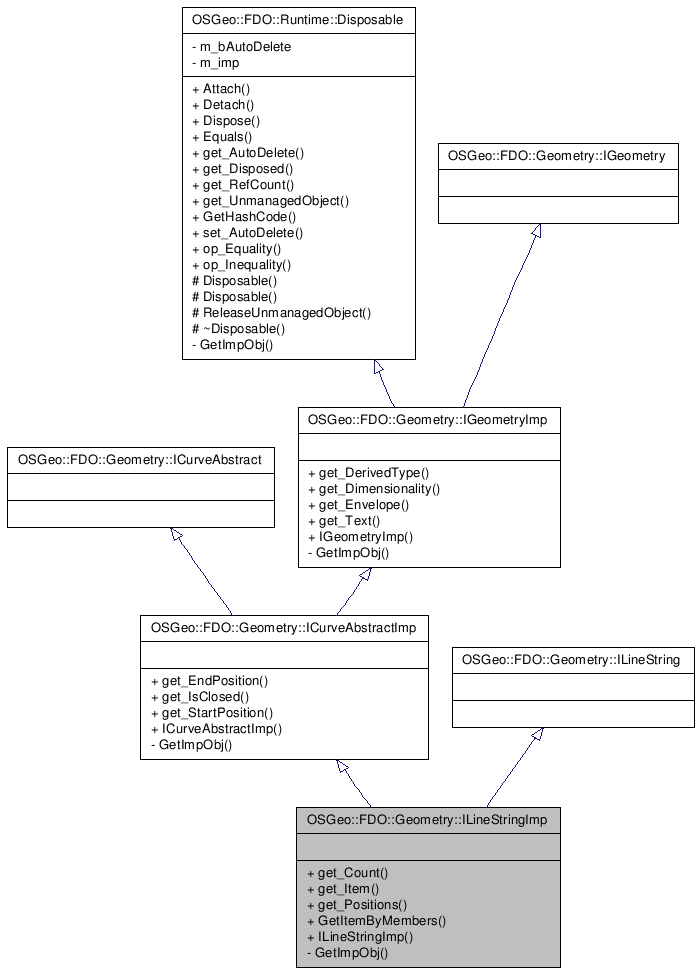 OSGeo::FDO::Runtime::Disposable
- m_bAutoDelete
- m_imp
+ Attach()
+ Detach()
+ Dispose()
+ Equals()
+ get_AutoDelete()
+ get_Disposed()
+ get_RefCount()
+ get_UnmanagedObject()
+ GetHashCode()
+ set_AutoDelete()
+ op_Equality()
+ op_Inequality()
# Disposable()
# Disposable()
# ReleaseUnmanagedObject()
# ~Disposable()
- GetImpObj()
OSGeo::FDO::Geometry::IGeometry
OSGeo::FDO::Geometry::IGeometryImp
+ get_DerivedType()
+ get_Dimensionality()
+ get_Envelope()
+ get_Text()
+ IGeometryImp()
- GetImpObj()
OSGeo::FDO::Geometry::ICurveAbstract
OSGeo::FDO::Geometry::ICurveAbstractImp
+ get_EndPosition()
+ get_IsClosed()
+ get_StartPosition()
+ ICurveAbstractImp()
- GetImpObj()
OSGeo::FDO::Geometry::ILineString
OSGeo::FDO::Geometry::ILineStringImp
+ get_Count()
+ get_Item()
+ get_Positions()
+ GetItemByMembers()
+ ILineStringImp()
- GetImpObj()